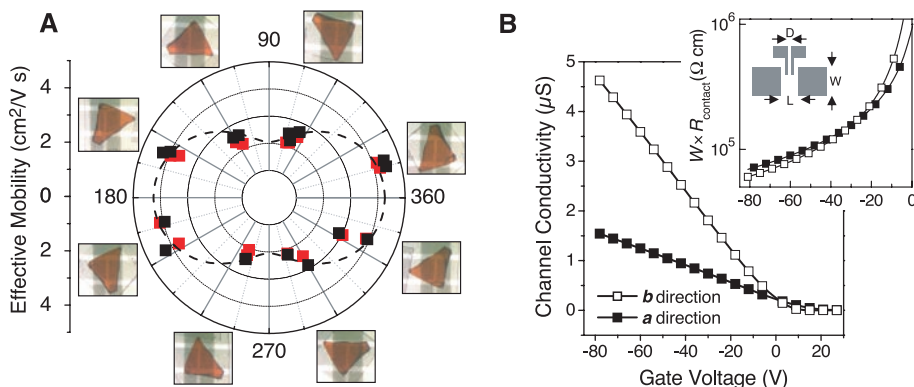 A
90
180
360
270
Effective Mobility (cm²/V s)
5
4
2
0
2
4
B
Channel Conductivity (µS)
5
4
3
2
1
0
-80 -60 -40 -20 0 20
Gate Voltage (V)
b direction
a direction
W× R contact (Ω cm)
10⁶
10⁵
-80 -60 -40 -20 0
D
W
L